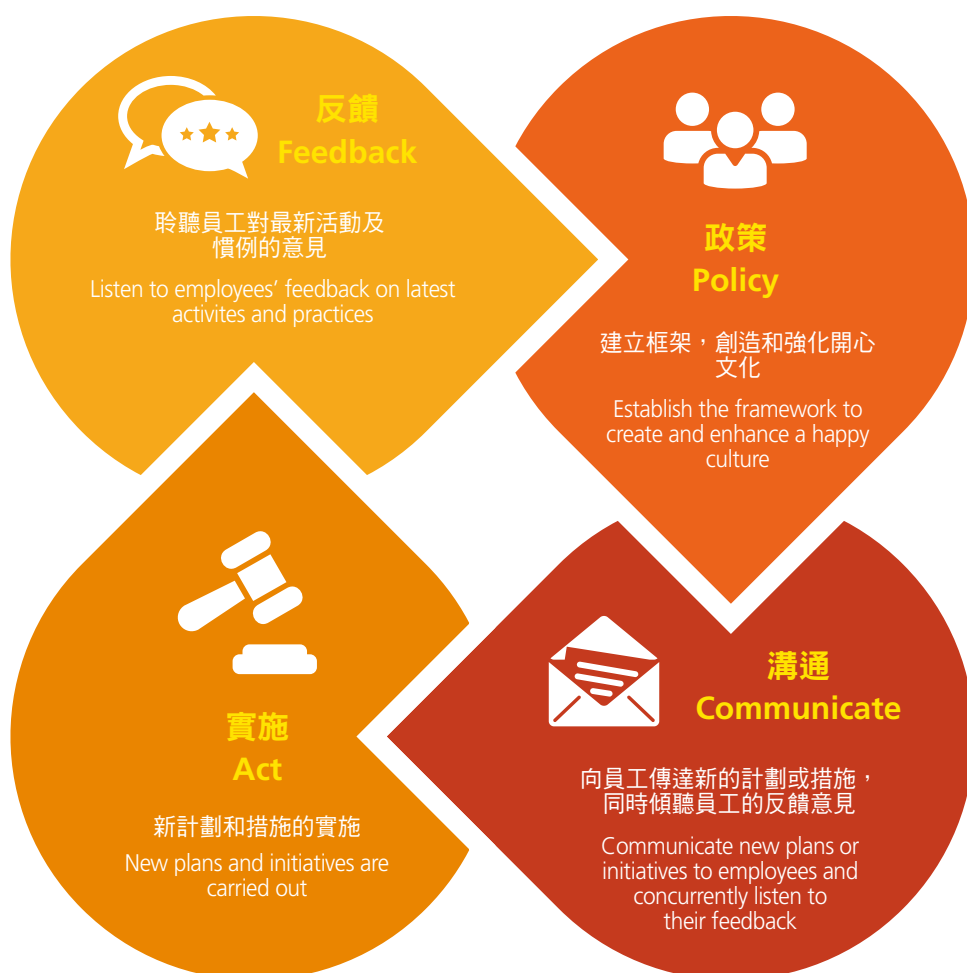 反饋
Feedback
聆聽員工對最新活動及
慣例的意見
Listen to employees’ feedback on latest
activites and practices
政策
Policy
建立框架，創造和強化開心
文化
Establish the framework to
create and enhance a happy
culture
實施
Act
新計劃和措施的實施
New plans and initiatives are
carried out
溝通
Communicate
向員工傳達新的計劃或措施，
同時傾聽員工的反饋意見
Communicate new plans or
initiatives to employees and
concurrently listen to
their feedback